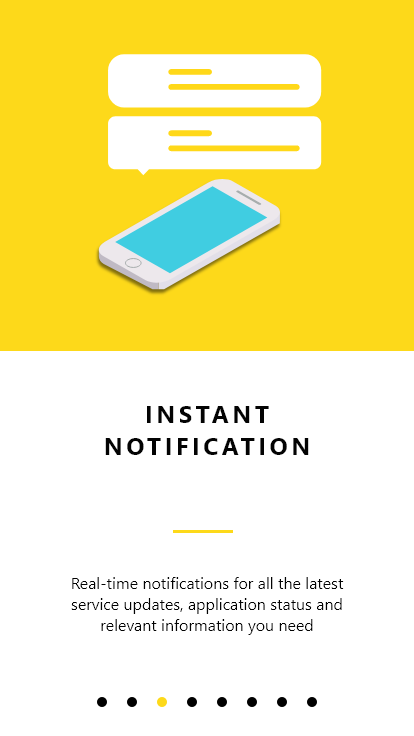 INSTANT
NOTIFICATION
Real-time notifications for all the latest
service updates, application status and
relevant information you need